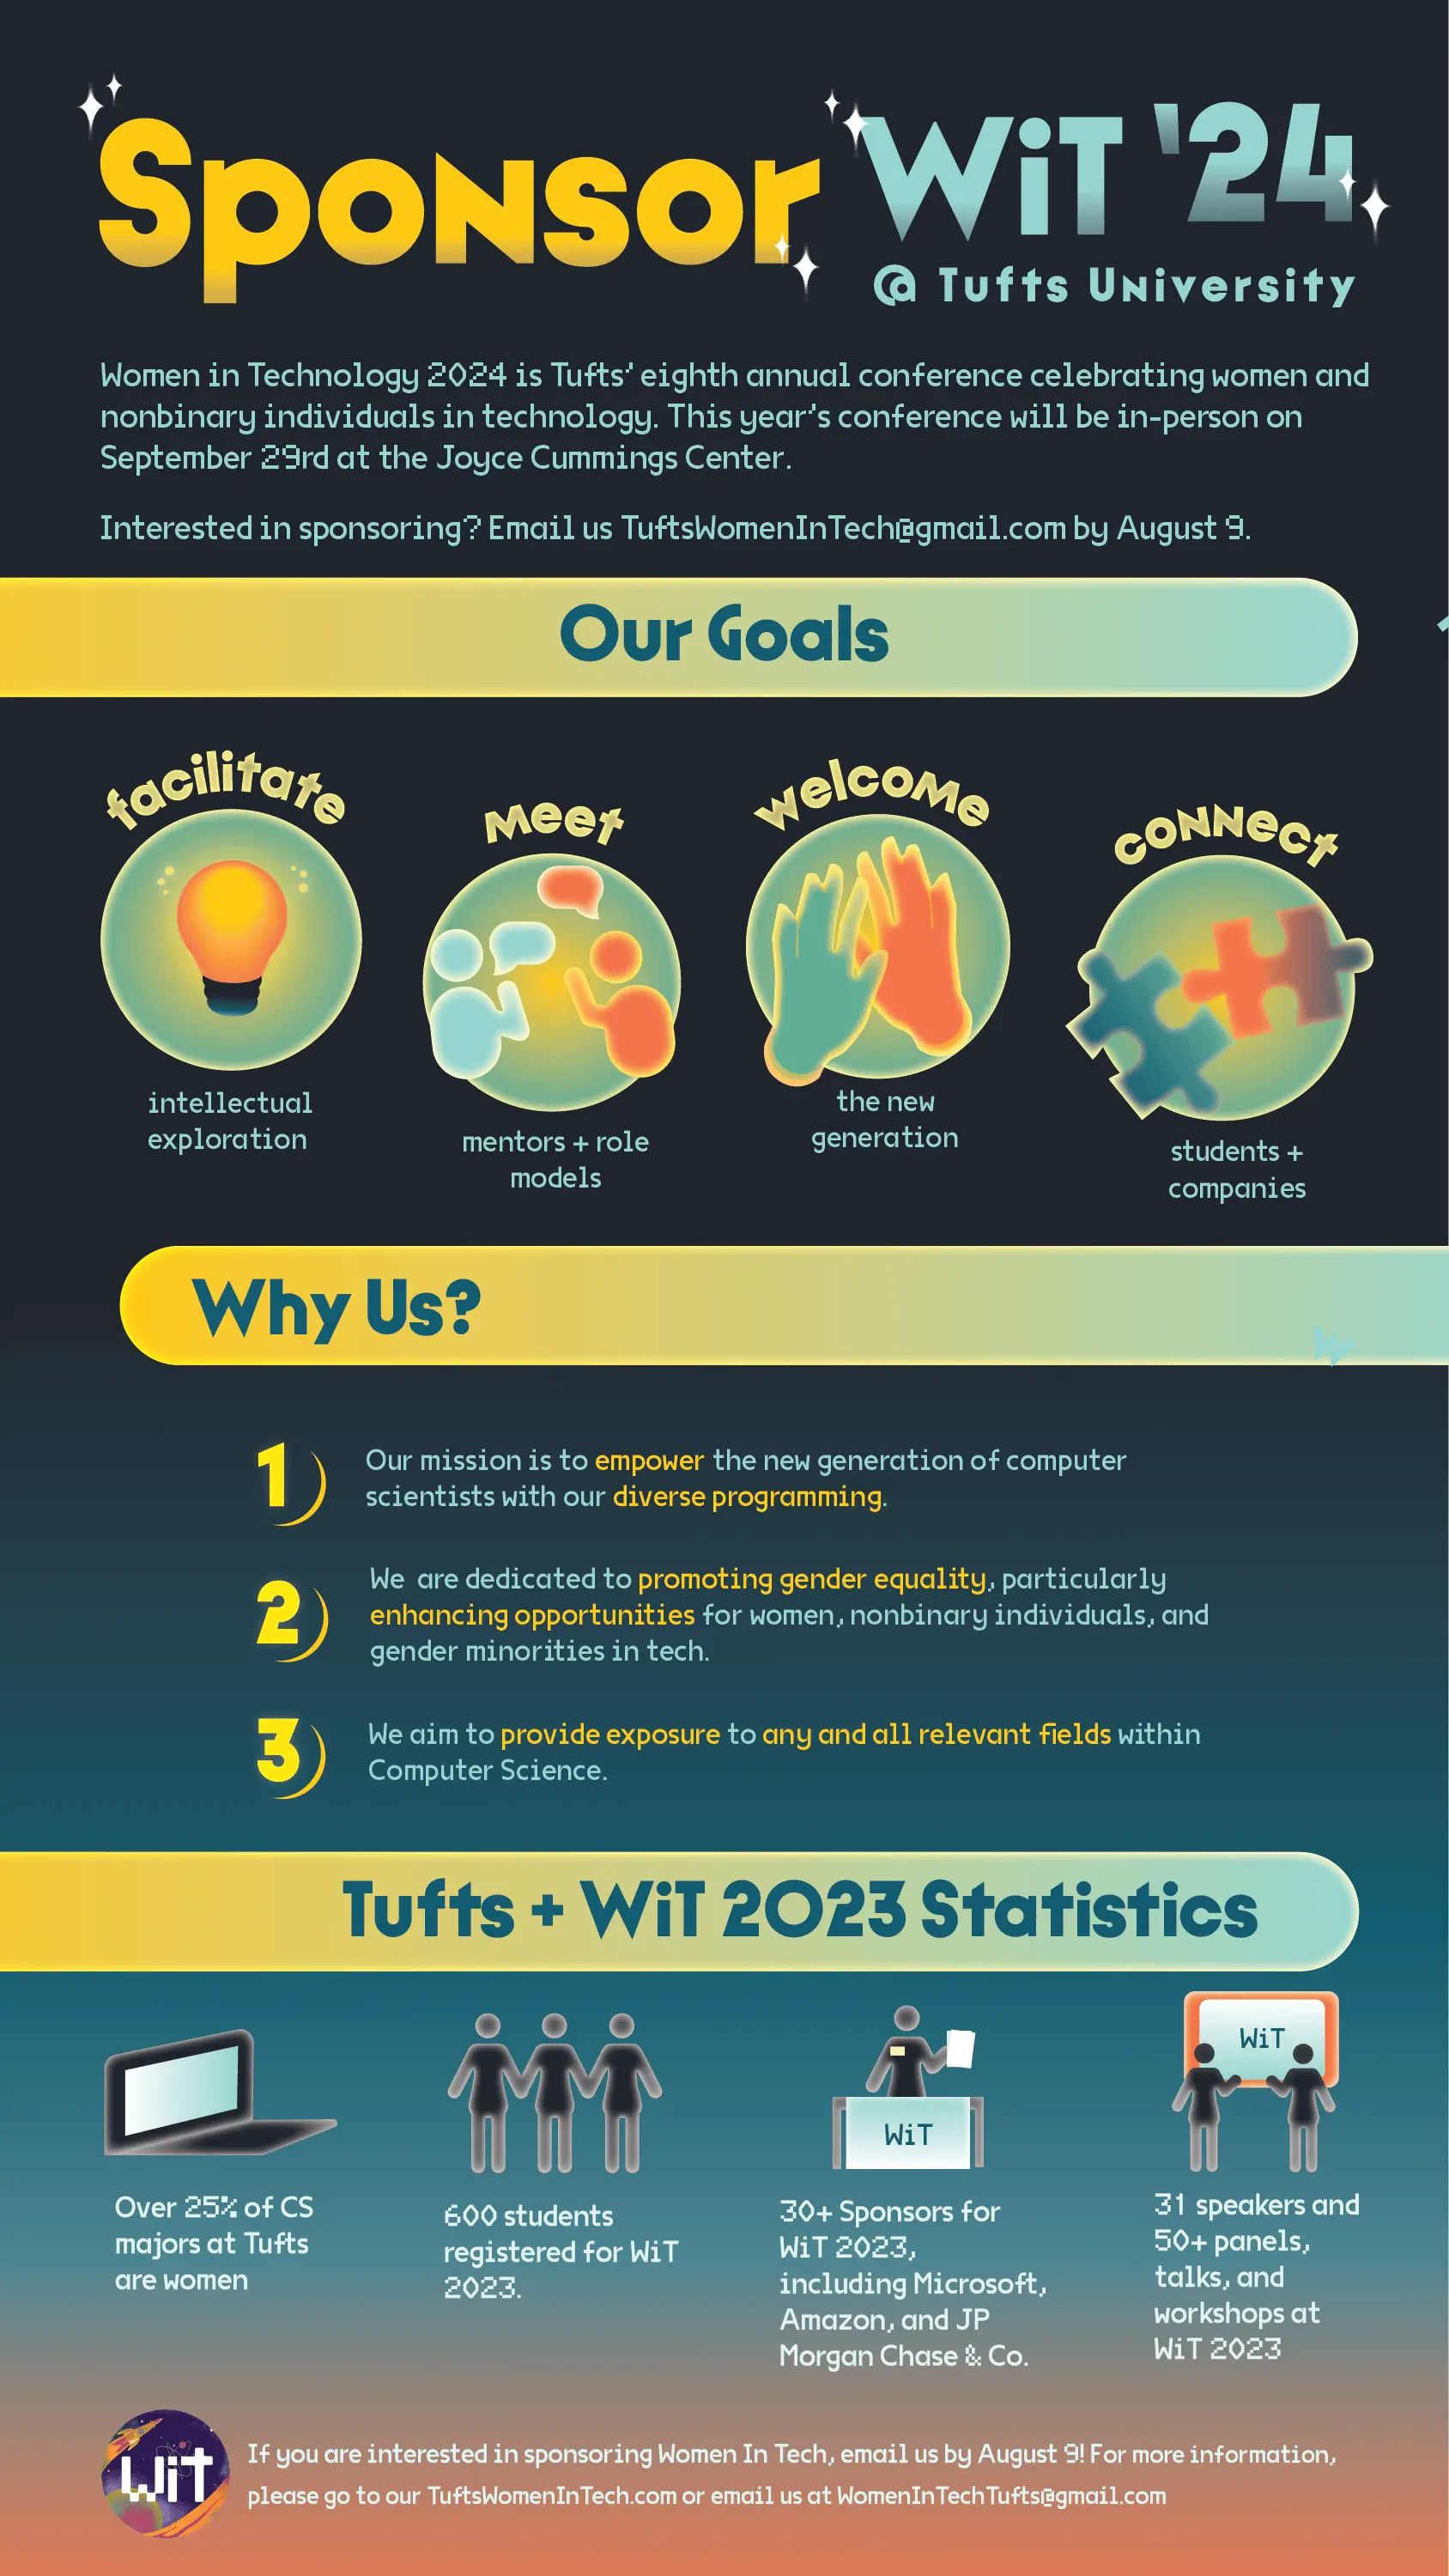 Sponsor WiT '24
@ Tufts University
Women in Technology 2024 is Tufts' eighth annual conference celebrating women and
nonbinary individuals in technology. This year's conference will be in-person on
September 29rd at the Joyce Cummings Center.
Interested in sponsoring? Email us TuftsWomenInTech@gmail.com by August 9.
Our Goals
facilitate
intellectual
exploration
meet
mentors + role
models
welcome
the new
generation
connect
students +
companies
Why Us?
1
Our mission is to empower the new generation of computer
scientists with our diverse programming.
2
We are dedicated to promoting gender equality, particularly
enhancing opportunities for women, nonbinary individuals, and
gender minorities in tech.
3
We aim to provide exposure to any and all relevant fields within
Computer Science.
Tufts + WiT 2023 Statistics
Over 25% of CS
majors at Tufts
are women
600 students
registered for WiT
2023.
WiT
30+ Sponsors for
WiT 2023,
including Microsoft,
Amazon, and JP
Morgan Chase & Co.
WiT
31 speakers and
50+ panels,
talks, and
workshops at
WiT 2023
WiT
If you are interested in sponsoring Women In Tech, email us by August 9! For more information,
please go to our TuftsWomenInTech.com or email us at WomenInTechTufts@gmail.com